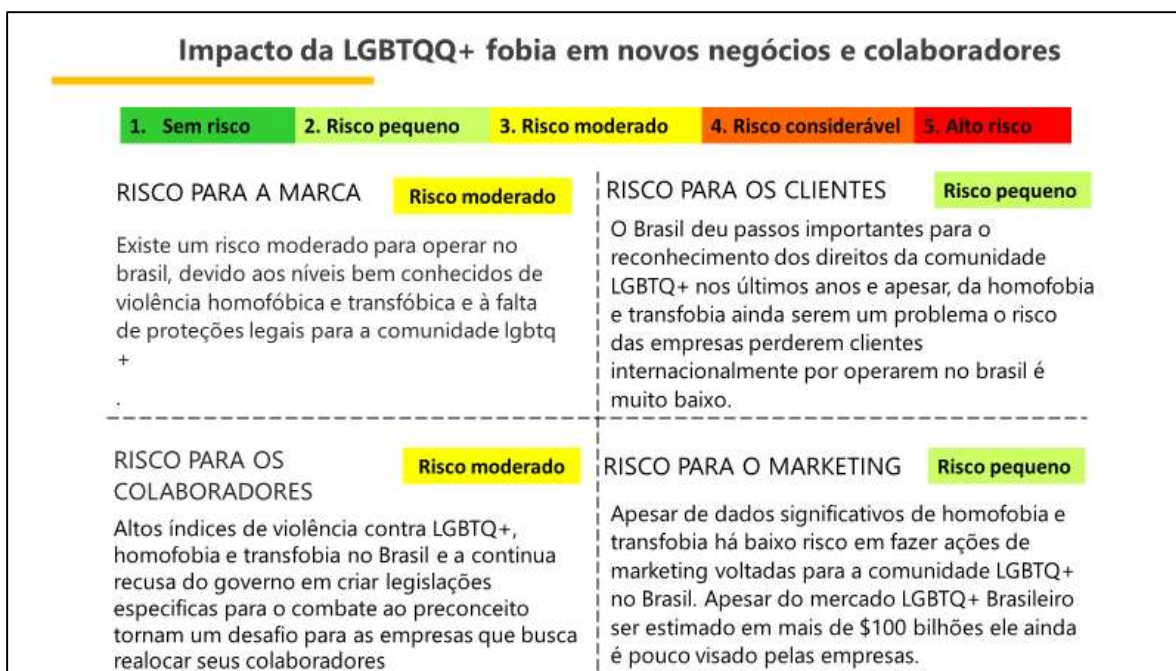 Impacto da LGBTQQ+ fobia em novos negócios e colaboradores
1. Sem risco 2. Risco pequeno 3. Risco moderado 4. Risco considerável 5. Alto risco
RISCO PARA A MARCA Risco moderado
Existe um risco moderado para operar no
brasil, devido aos níveis bem conhecidos de
violência homofóbica e transfóbica e à falta
de proteções legais para a comunidade lgbtq
+
.
RISCO PARA OS CLIENTES Risco pequeno
O Brasil deu passos importantes para o
reconhecimento dos direitos da comunidade
LGBTQ+ nos últimos anos e apesar, da homofobia
e transfobia ainda serem um problema o risco
das empresas perderem clientes
internacionalmente por operarem no brasil é
muito baixo.
RISCO PARA OS Risco moderado
COLABORADORES
Altos índices de violência contra LGBTQ+,
homofobia e transfobia no Brasil e a continua
recusa do governo em criar legislações
especificas para o combate ao preconceito
tornam um desafio para as empresas que busca
realocar seus colaboradores
RISCO PARA O MARKETING Risco pequeno
Apesar de dados significativos de homofobia e
transfobia há baixo risco em fazer ações de
marketing voltadas para a comunidade LGBTQ+
no Brasil. Apesar do mercado LGBTQ+ Brasileiro
ser estimado em mais de $100 bilhões ele ainda
é pouco visado pelas empresas.